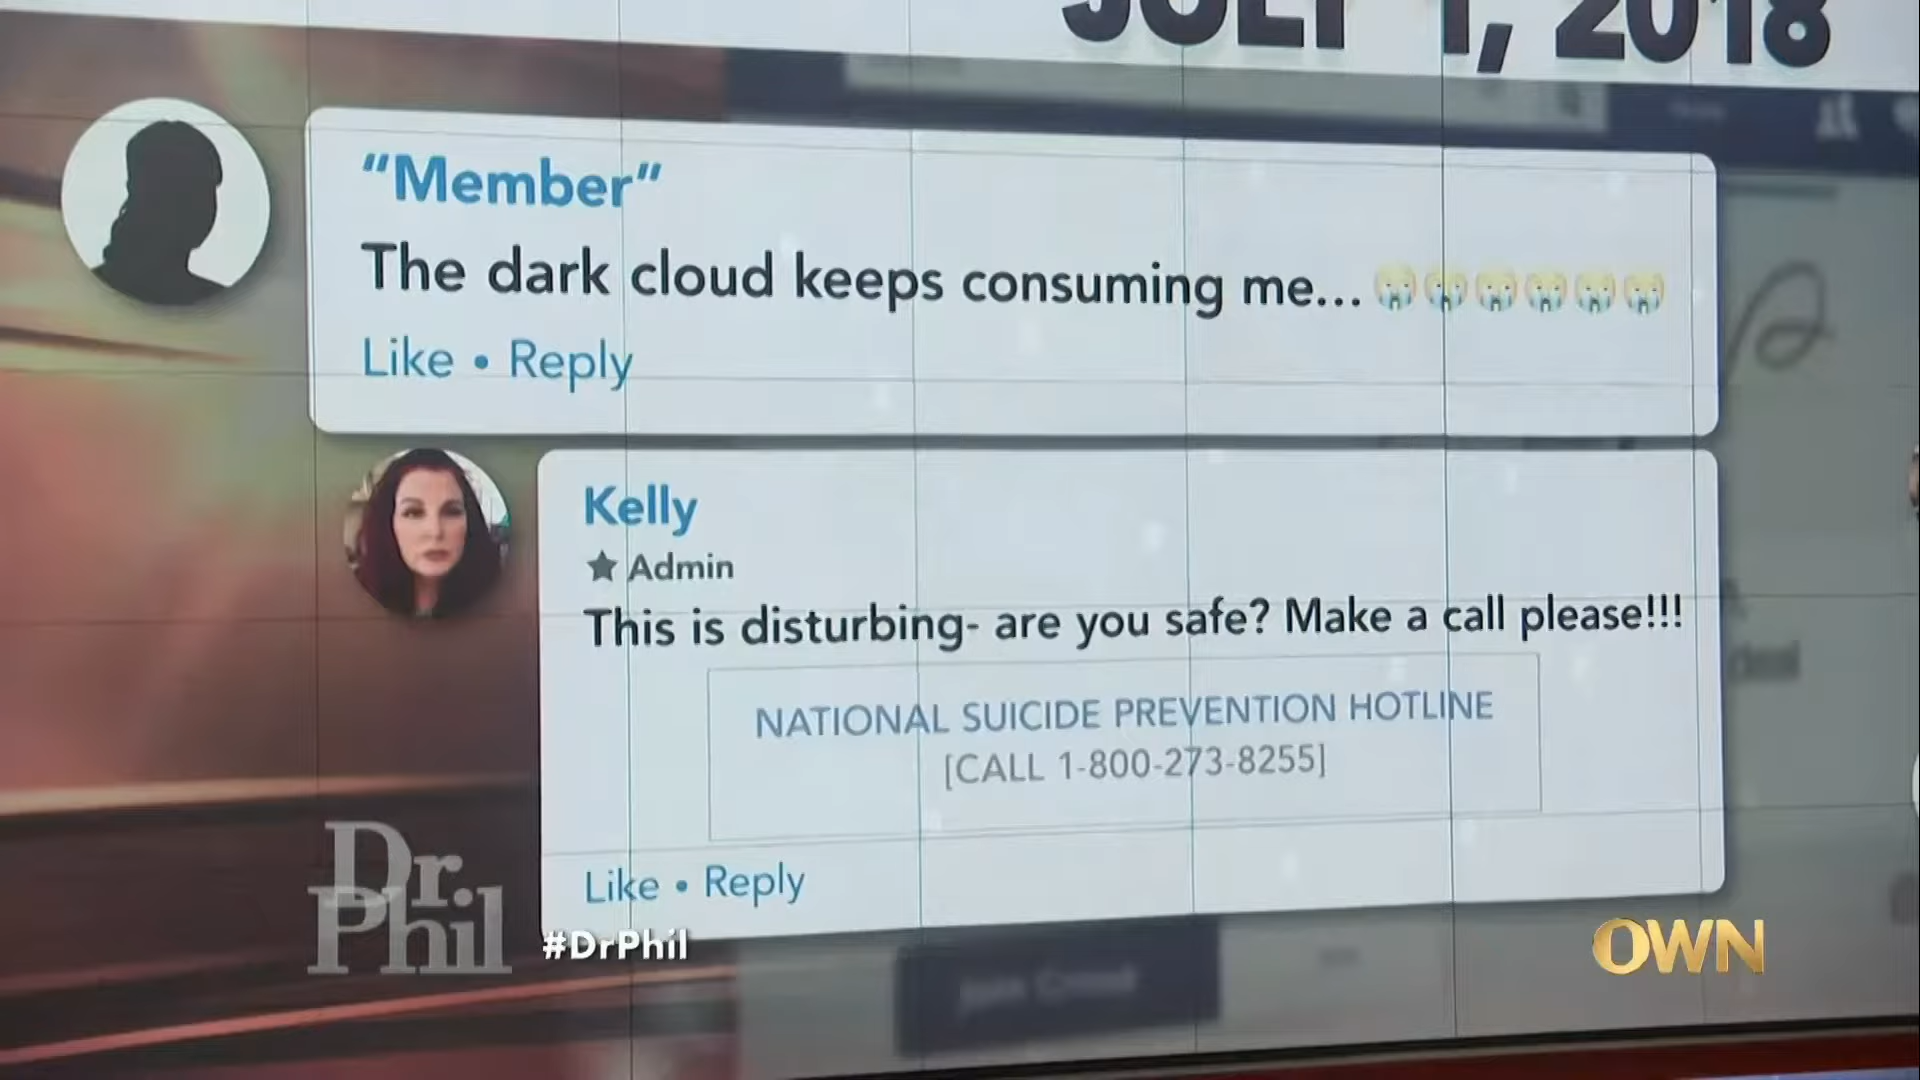 JULY 1, 2018
“Member”
The dark cloud keeps consuming me... 😭😭😭😭😭😭
Like • Reply
Kelly
★ Admin
This is disturbing- are you safe? Make a call please!!!
NATIONAL SUICIDE PREVENTION HOTLINE
[CALL 1-800-273-8255]
Like • Reply
Dr.
Phil
#DrPhil
OWN